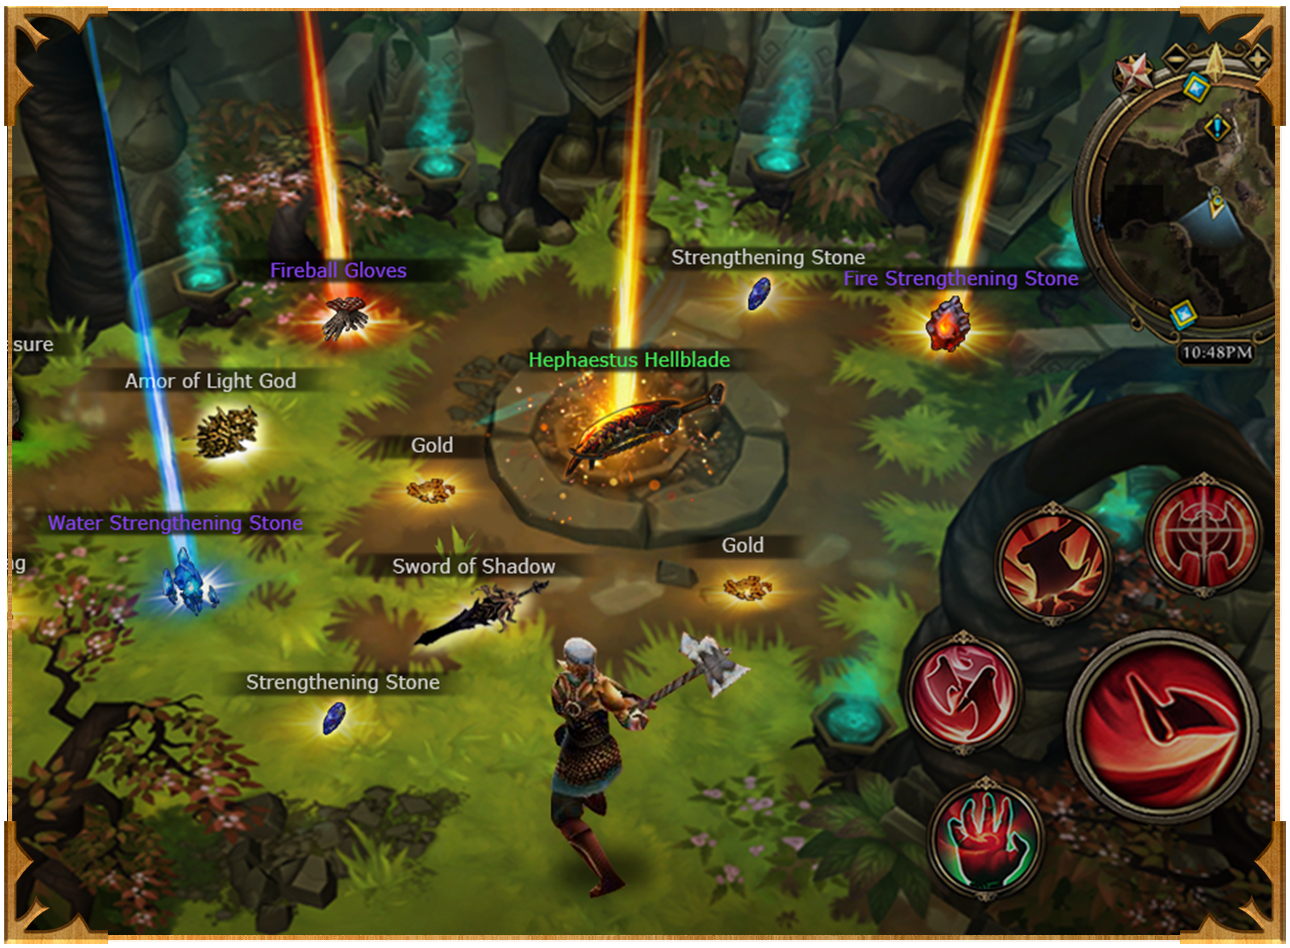 Strengthening Stone
Fireball Gloves
Fire Strengthening Stone
sure
10:48PM
Hephaestus Hellblade
Amor of Light God
Gold
Water Strengthening Stone
Gold
ng
Sword of Shadow
Strengthening Stone